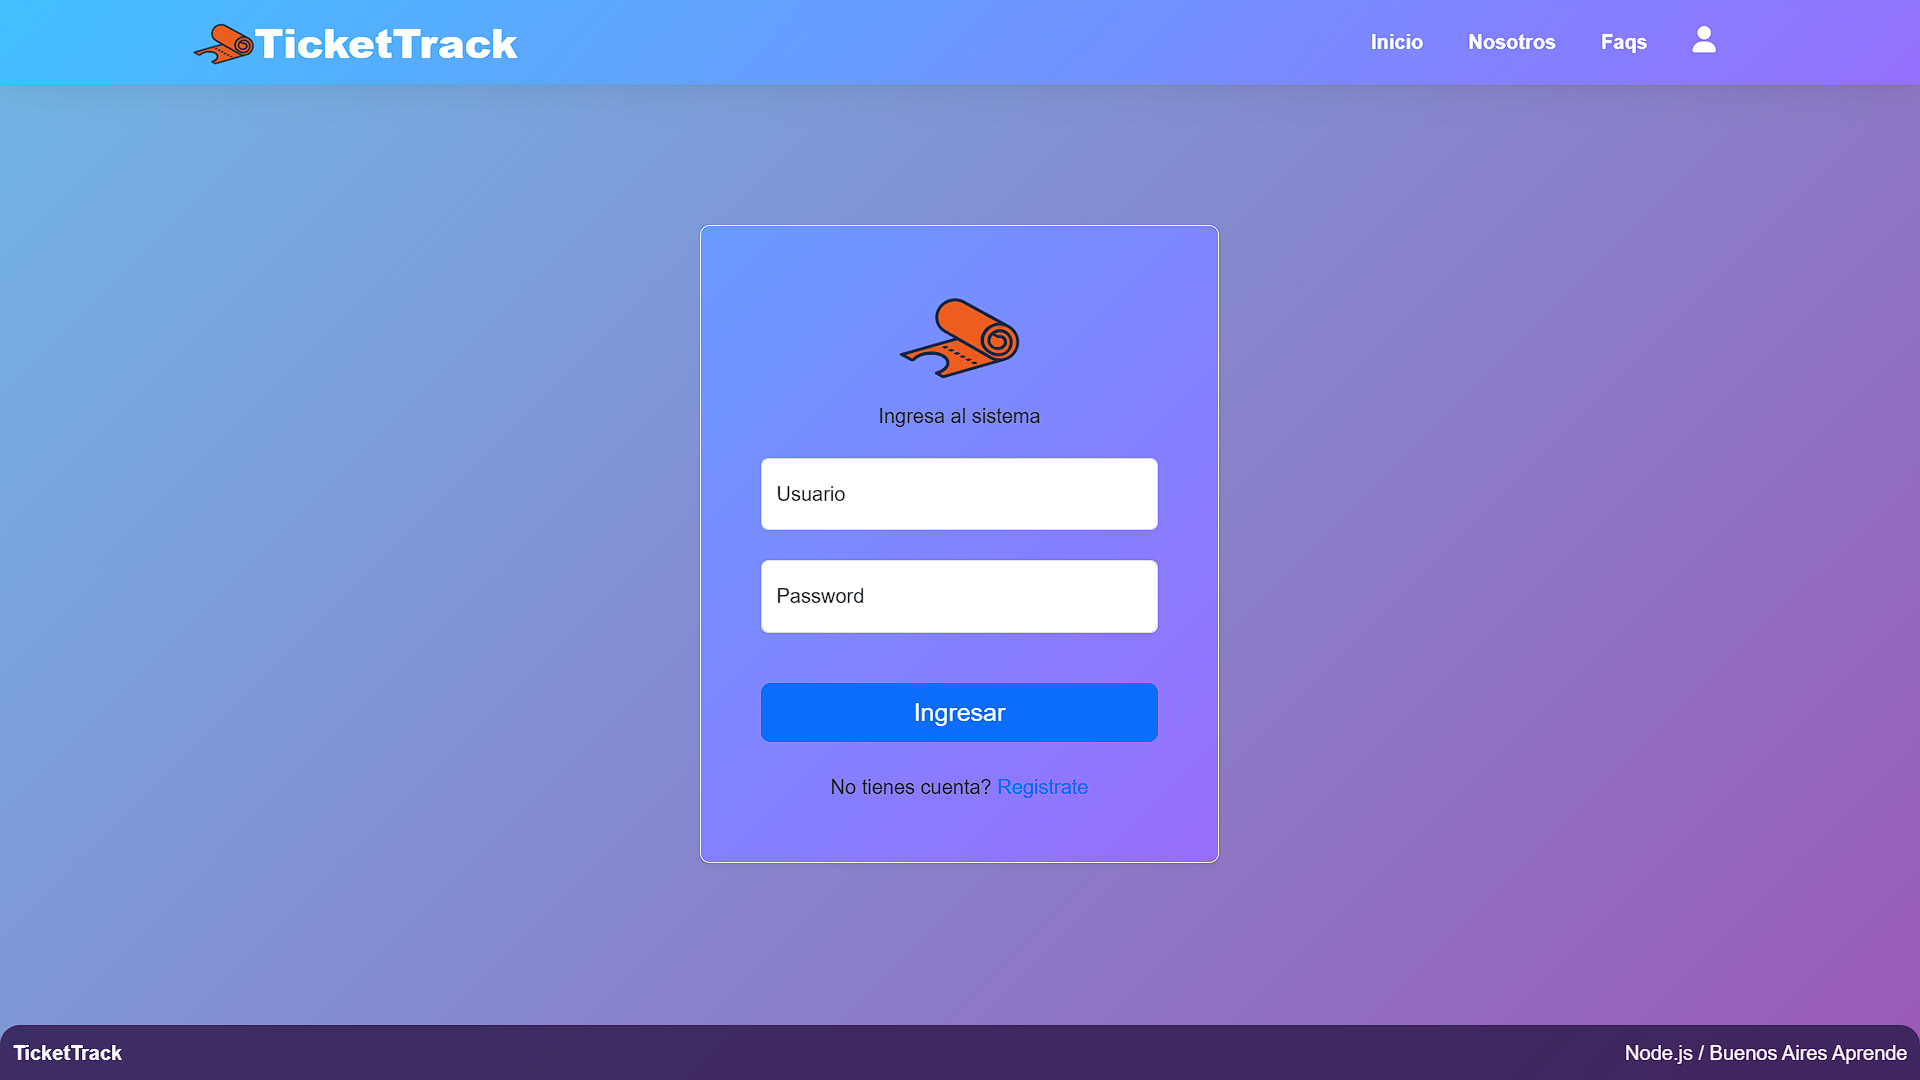 TicketTrack
Inicio Nosotros Faqs
Ingresa al sistema
Usuario
Password
Ingresar
No tienes cuenta? Registrate
TicketTrack
Node.js / Buenos Aires Aprende